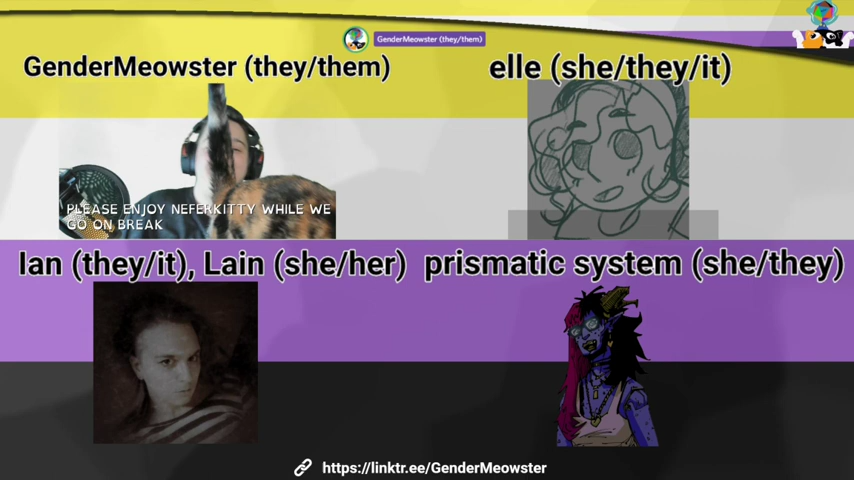 GenderMeowster (they/them)
GenderMeowster (they/them)
elle (she/they/it)
PLEASE ENJOY NEFERKITTY WHILE WE
GO ON BREAK
Ian (they/it), Lain (she/her)
prismatic system (she/they)
https://linktr.ee/GenderMeowster